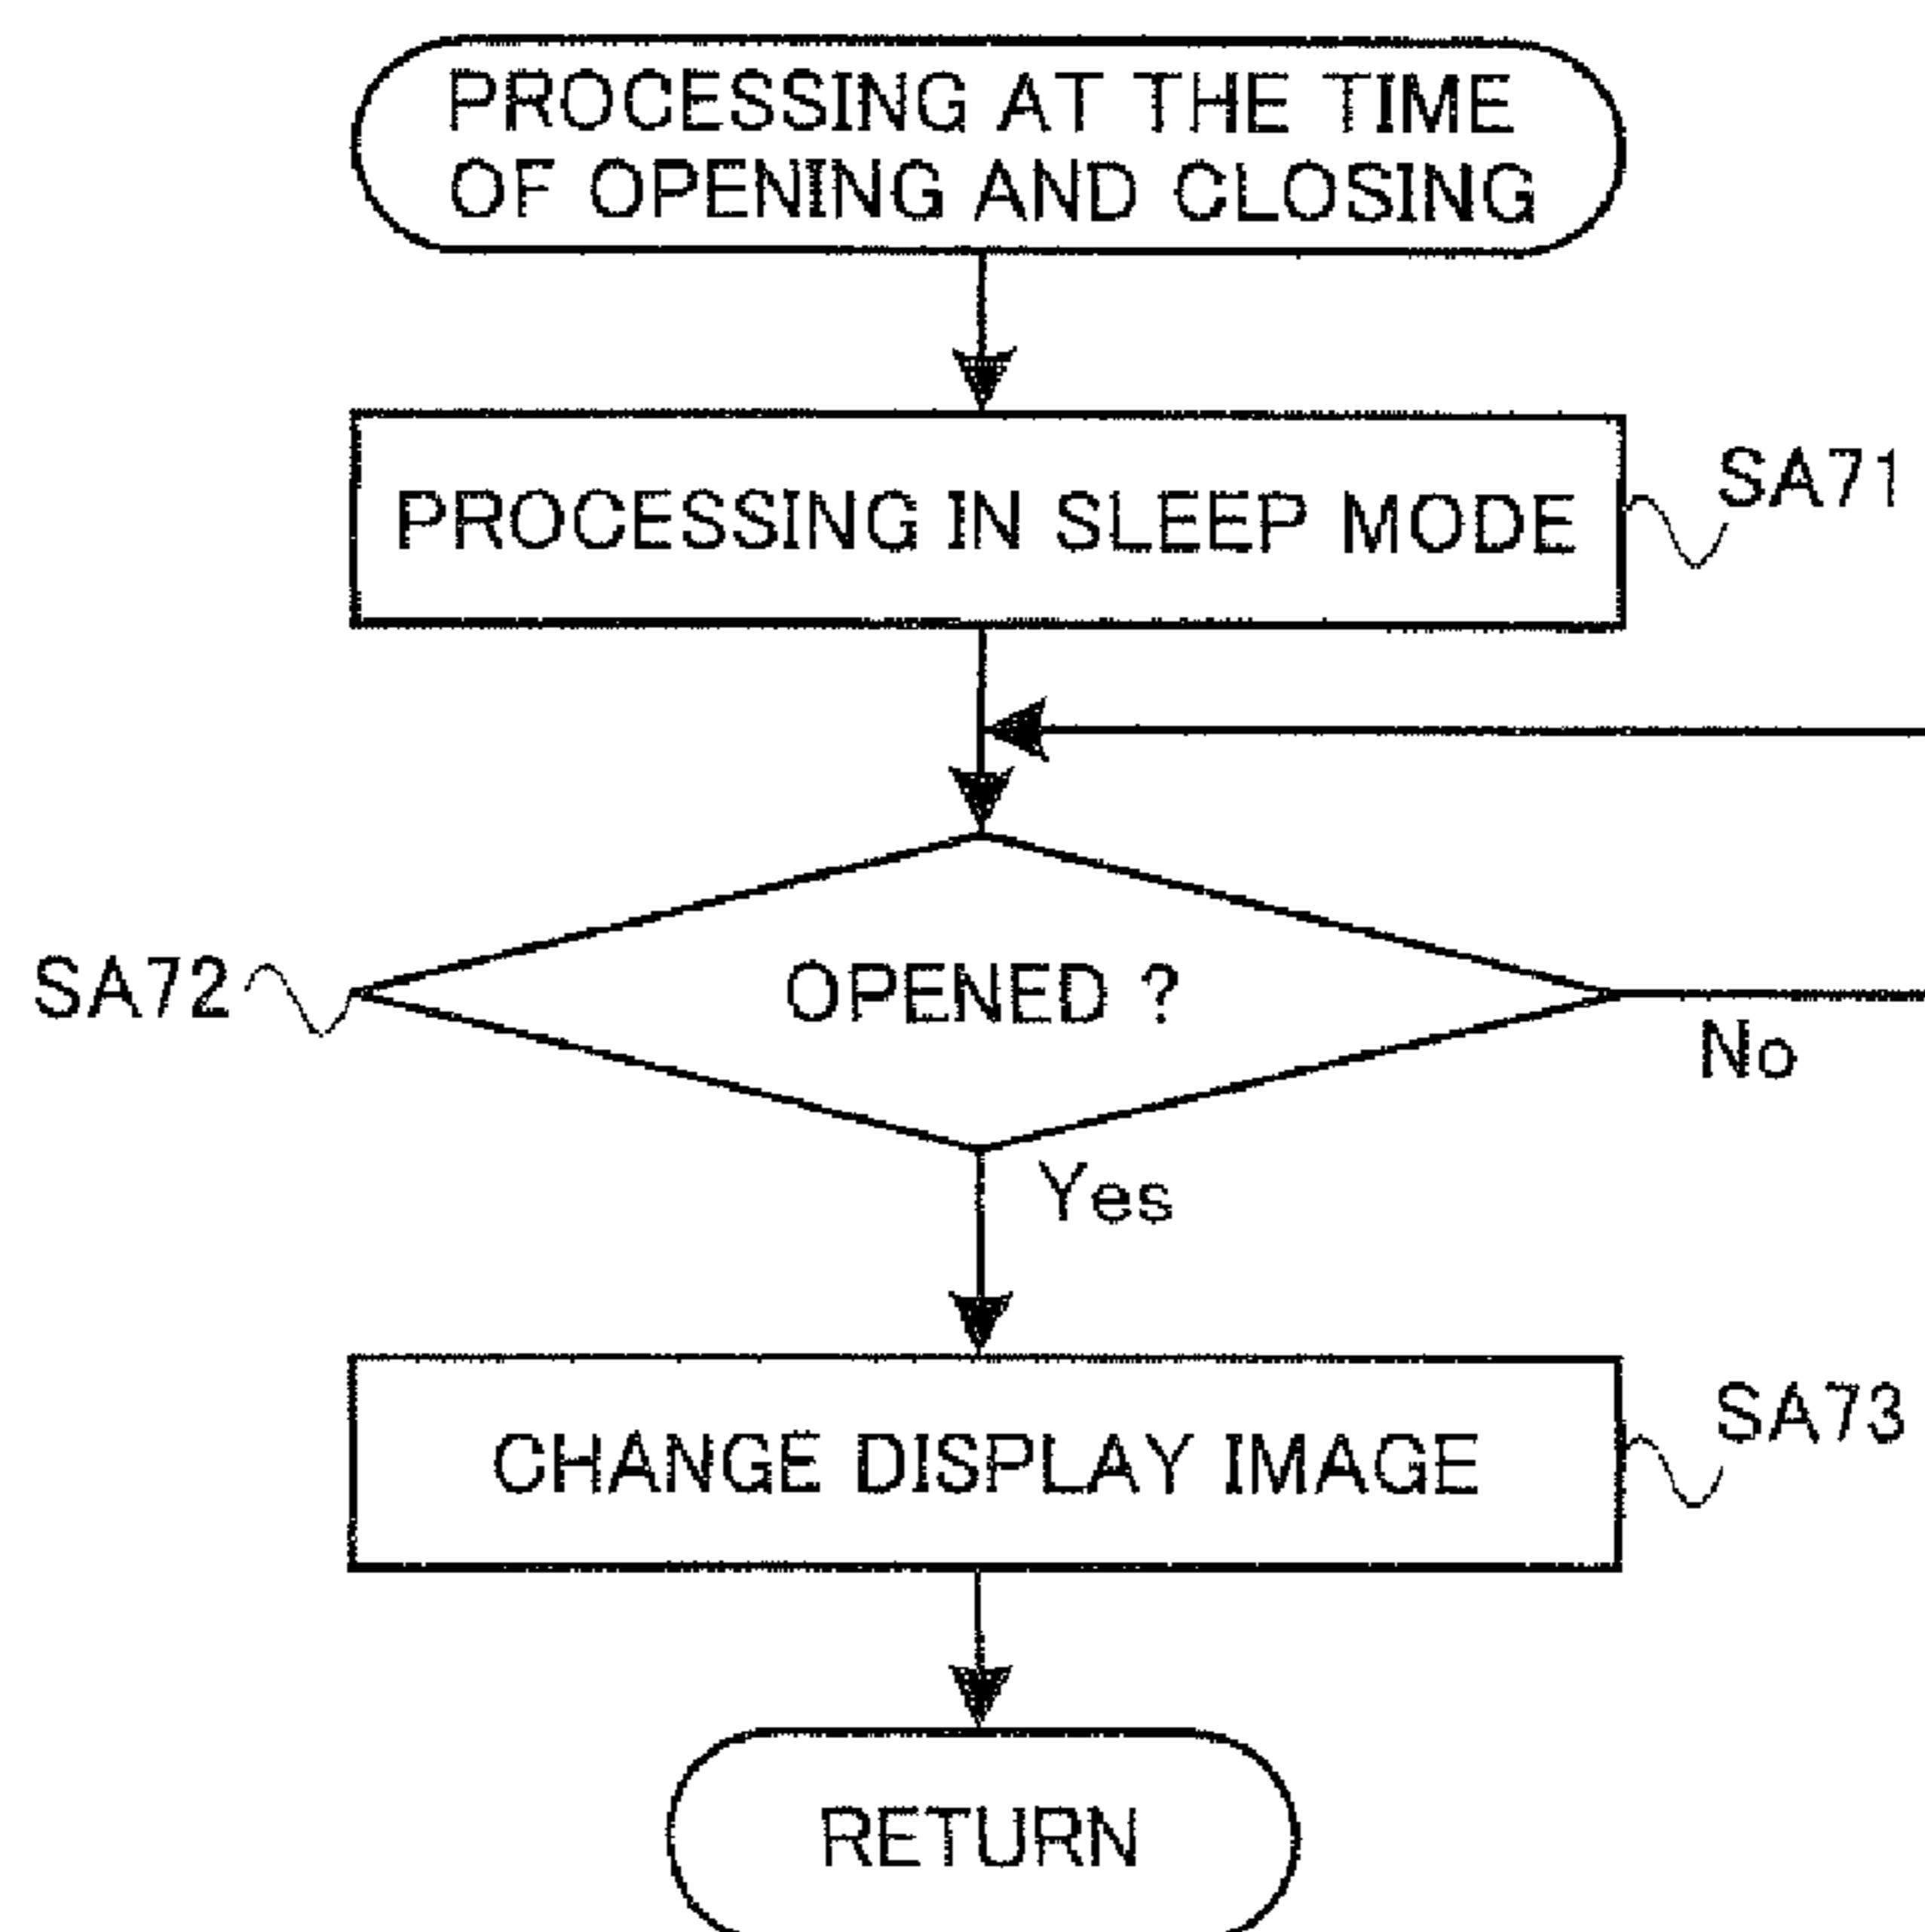 PROCESSING AT THE TIME
OF OPENING AND CLOSING
PROCESSING IN SLEEP MODE
SA71
SA72
OPENED ?
No
Yes
CHANGE DISPLAY IMAGE
SA73
RETURN